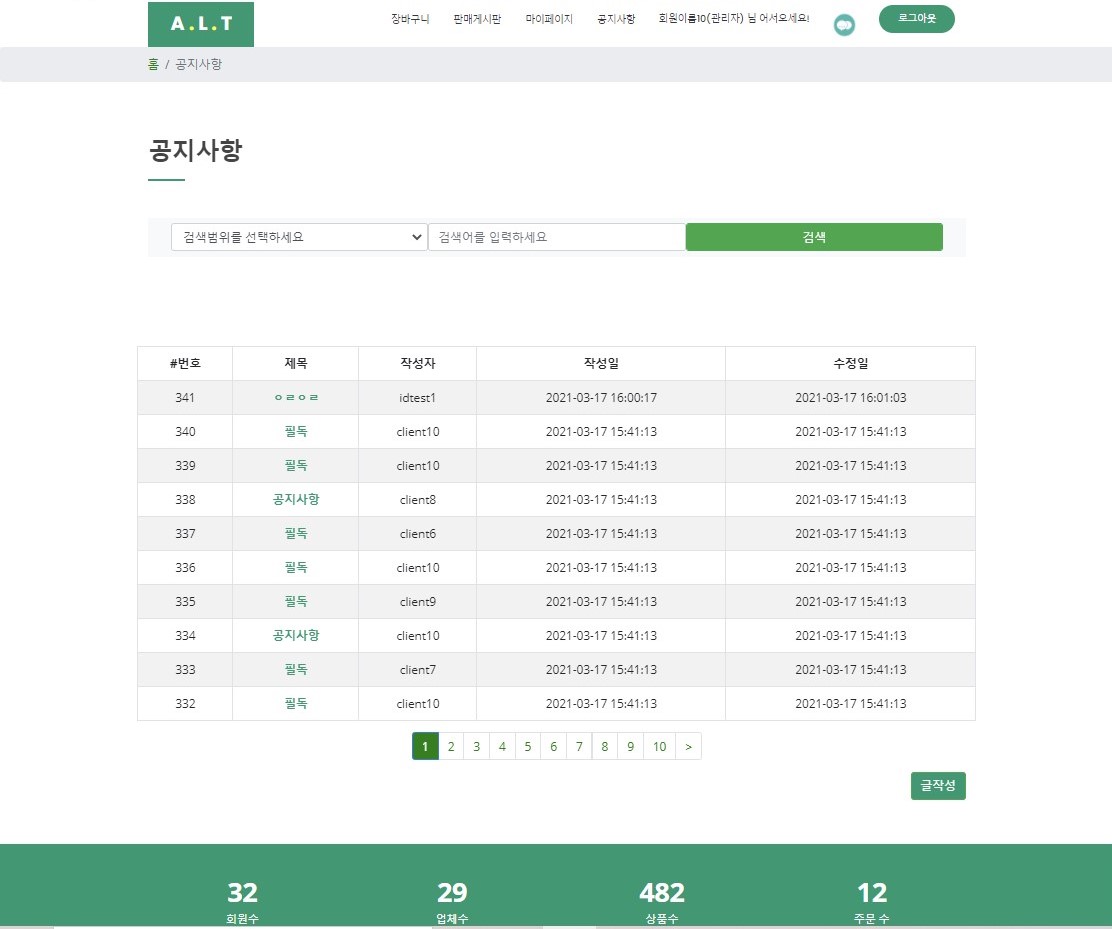 A.L.T
장바구니 판매게시판 마이페이지 공지사항 회원이름10(관리자) 님 어서오세요! 로그아웃
홈 / 공지사항
공지사항
검색범위를 선택하세요 검색어를 입력하세요 검색
#번호 제목 작성자 작성일 수정일
341 ㅇㄹㅇㄹ idtest1 2021-03-17 16:00:17 2021-03-17 16:01:03
340 필독 client10 2021-03-17 15:41:13 2021-03-17 15:41:13
339 필독 client10 2021-03-17 15:41:13 2021-03-17 15:41:13
338 공지사항 client8 2021-03-17 15:41:13 2021-03-17 15:41:13
337 필독 client6 2021-03-17 15:41:13 2021-03-17 15:41:13
336 필독 client10 2021-03-17 15:41:13 2021-03-17 15:41:13
335 필독 client9 2021-03-17 15:41:13 2021-03-17 15:41:13
334 공지사항 client10 2021-03-17 15:41:13 2021-03-17 15:41:13
333 필독 client7 2021-03-17 15:41:13 2021-03-17 15:41:13
332 필독 client10 2021-03-17 15:41:13 2021-03-17 15:41:13
1 2 3 4 5 6 7 8 9 10 >
글작성
32 29 482 12
회원수 업체수 상품수 주문 수